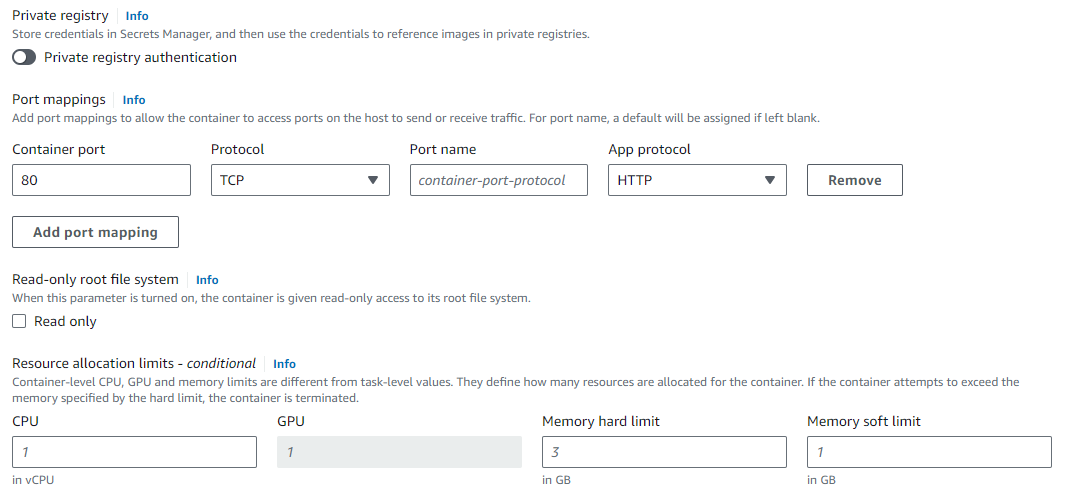 Private registry Info
Store credentials in Secrets Manager, and then use the credentials to reference images in private registries.
Private registry authentication
Port mappings Info
Add port mappings to allow the container to access ports on the host to send or receive traffic. For port name, a default will be assigned if left blank.
Container port Protocol Port name App protocol
80 TCP container-port-protocol HTTP Remove
Add port mapping
Read-only root file system Info
When this parameter is turned on, the container is given read-only access to its root file system.
Read only
Resource allocation limits - conditional Info
Container-level CPU, GPU and memory limits are different from task-level values. They define how many resources are allocated for the container. If the container attempts to exceed the
memory specified by the hard limit, the container is terminated.
CPU GPU Memory hard limit Memory soft limit
1 1 3 1
in vCPU in GB in GB